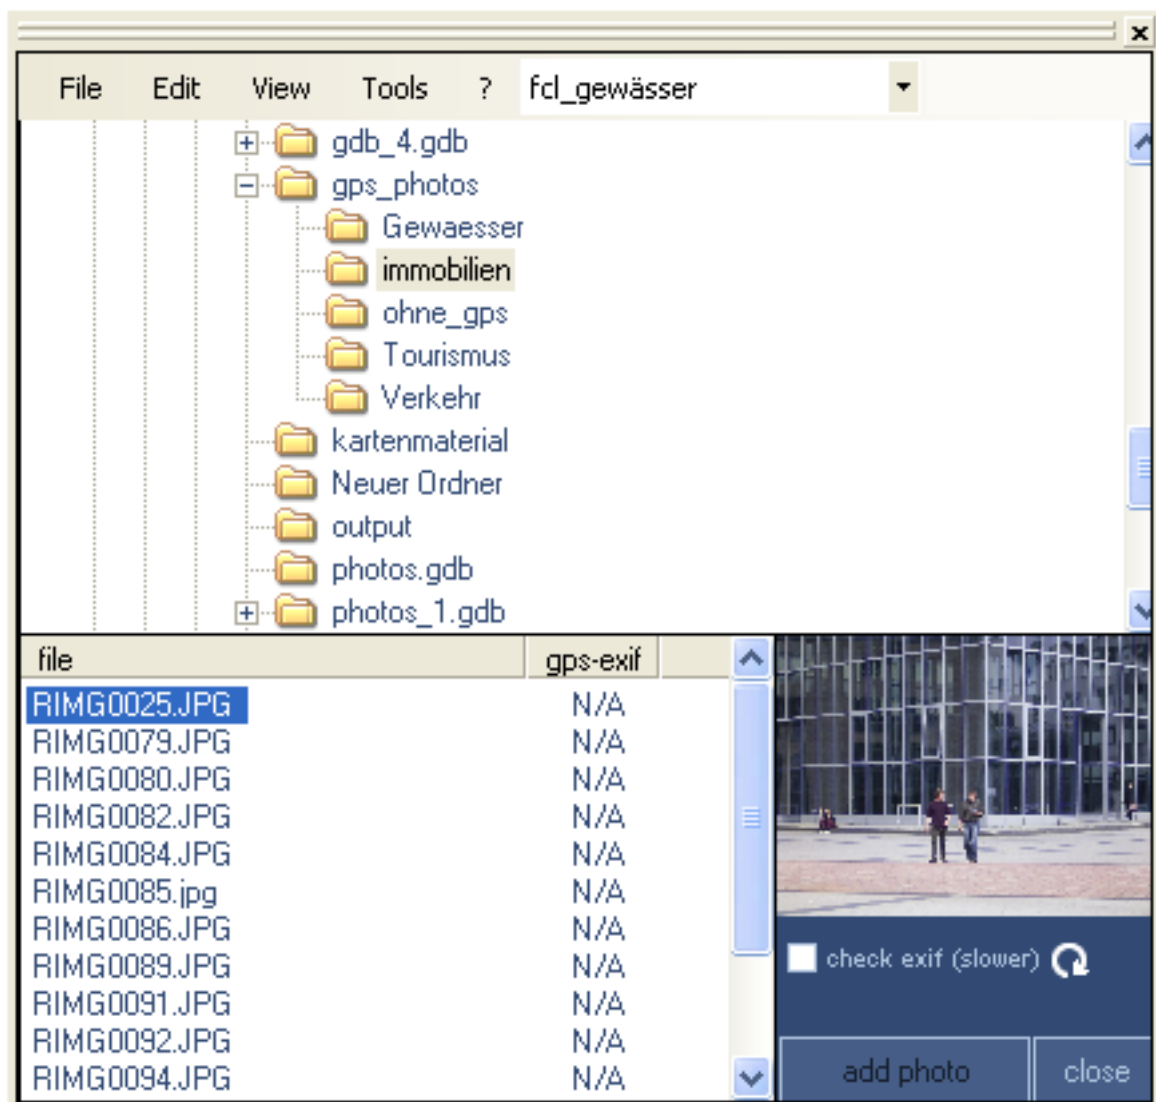 File Edit View Tools ? fcl_gewässer
gdb_4.gdb
gps_photos
Gewaesser
immobilien
ohne_gps
Tourismus
Verkehr
kartenmaterial
Neuer Ordner
output
photos.gdb
photos_1.gdb
file gps-exif
RIMG0025.JPG N/A
RIMG0079.JPG N/A
RIMG0080.JPG N/A
RIMG0082.JPG N/A
RIMG0084.JPG N/A
RIMG0085.jpg N/A
RIMG0086.JPG N/A
RIMG0089.JPG N/A
RIMG0091.JPG N/A
RIMG0092.JPG N/A
RIMG0094.JPG N/A
check exif (slower)
add photo close